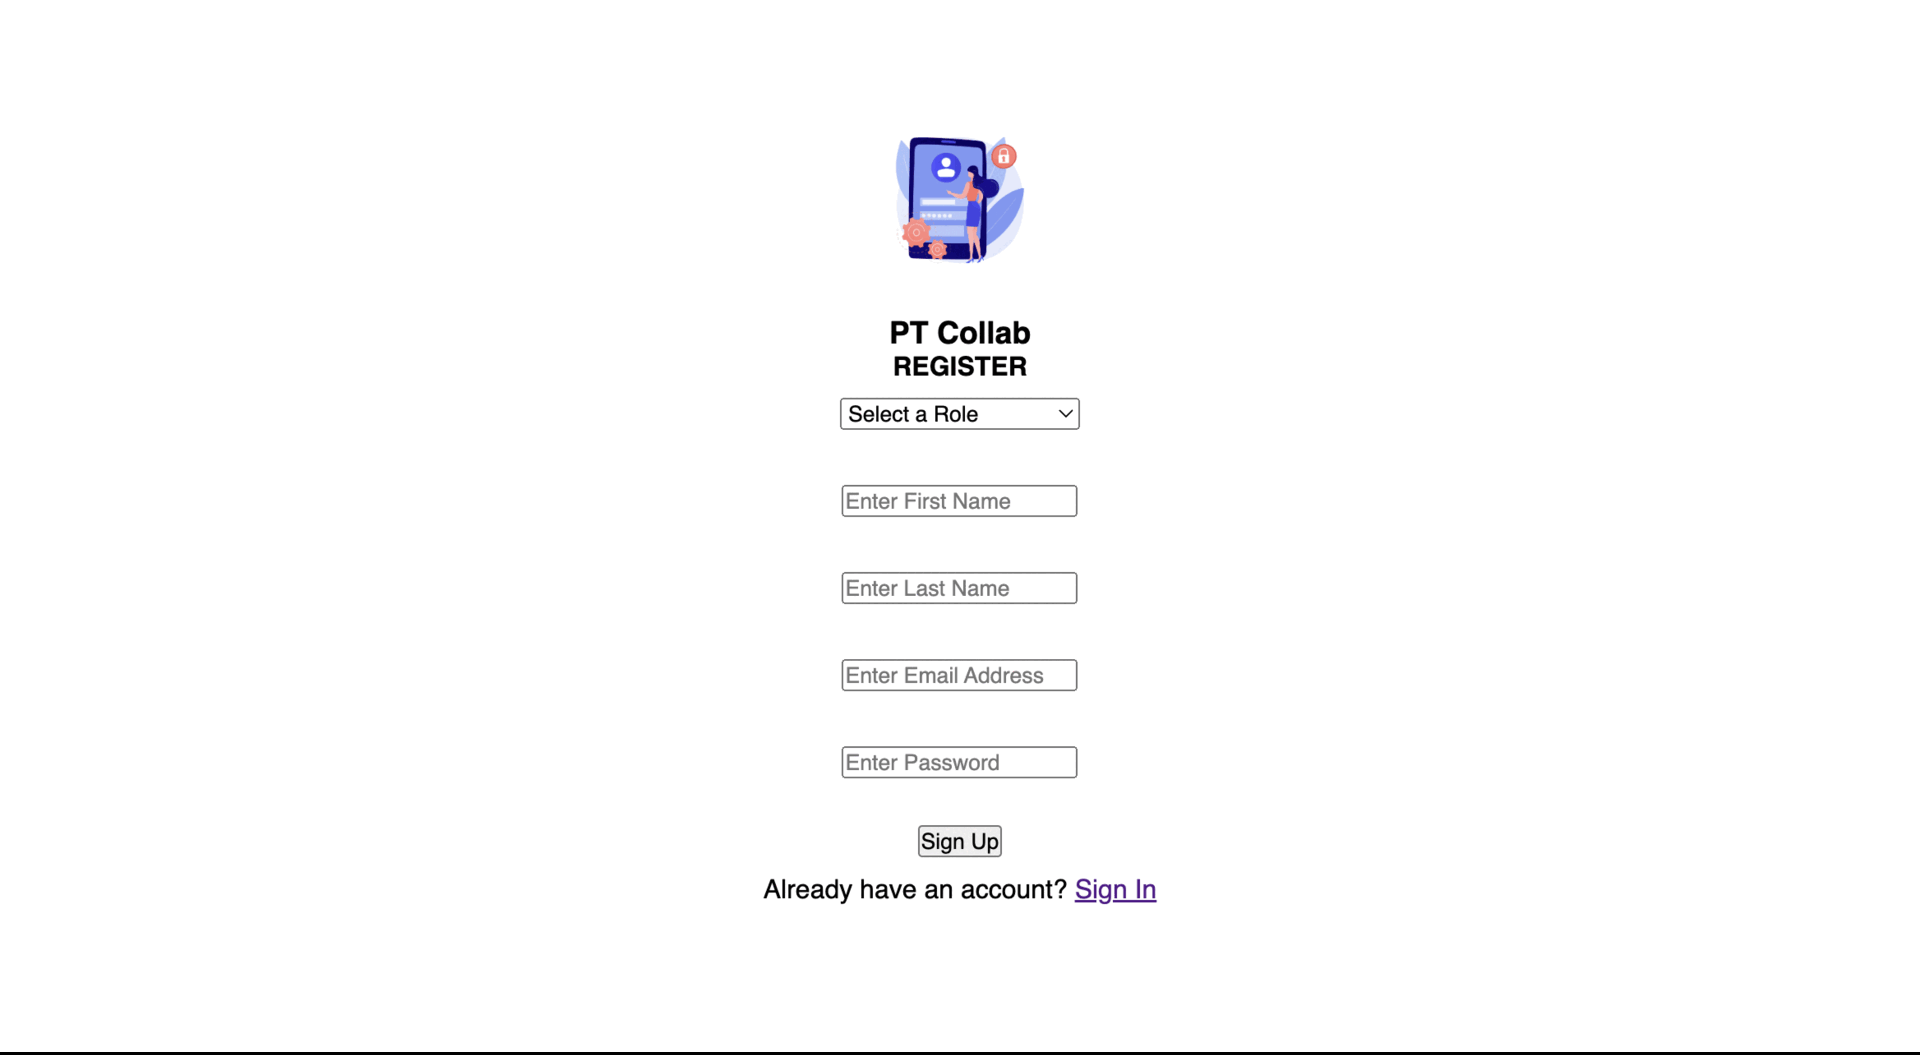 PT Collab
REGISTER
Select a Role
Enter First Name
Enter Last Name
Enter Email Address
Enter Password
Sign Up
Already have an account? Sign In